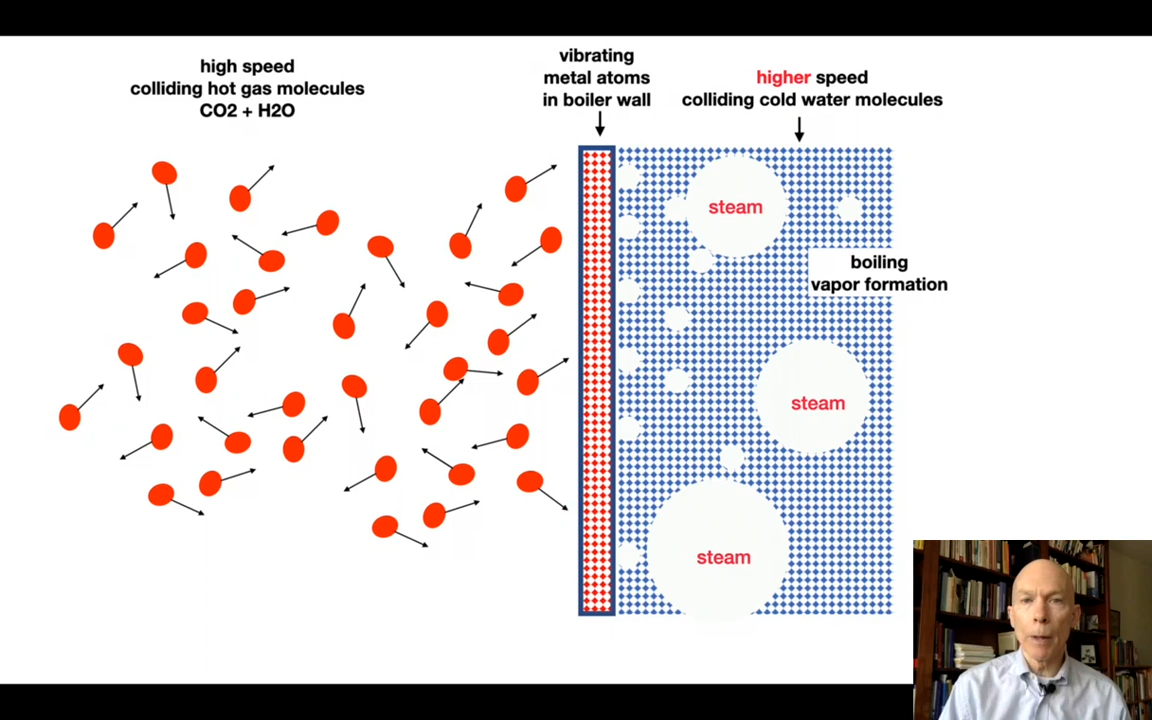 high speed
colliding hot gas molecules
CO2 + H2O
vibrating
metal atoms
in boiler wall
higher speed
colliding cold water molecules
steam
boiling
vapor formation
steam
steam